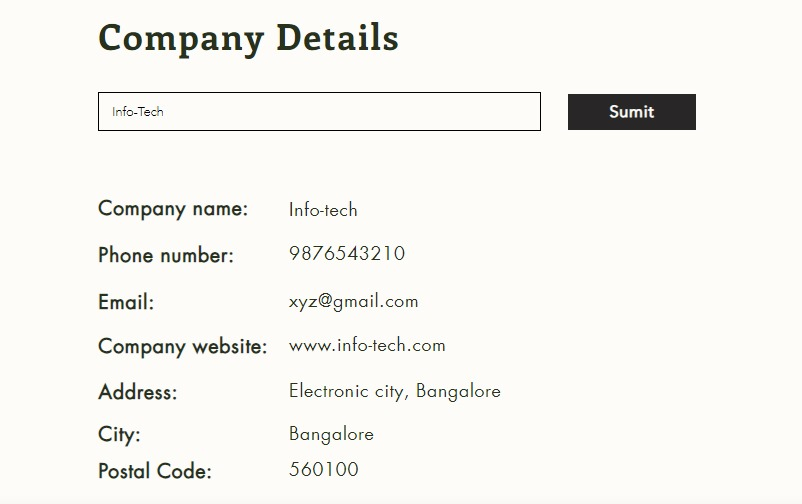 Company Details
Info-Tech Sumit
Company name: Info-tech
Phone number: 9876543210
Email: xyz@gmail.com
Company website: www.info-tech.com
Address: Electronic city, Bangalore
City: Bangalore
Postal Code: 560100